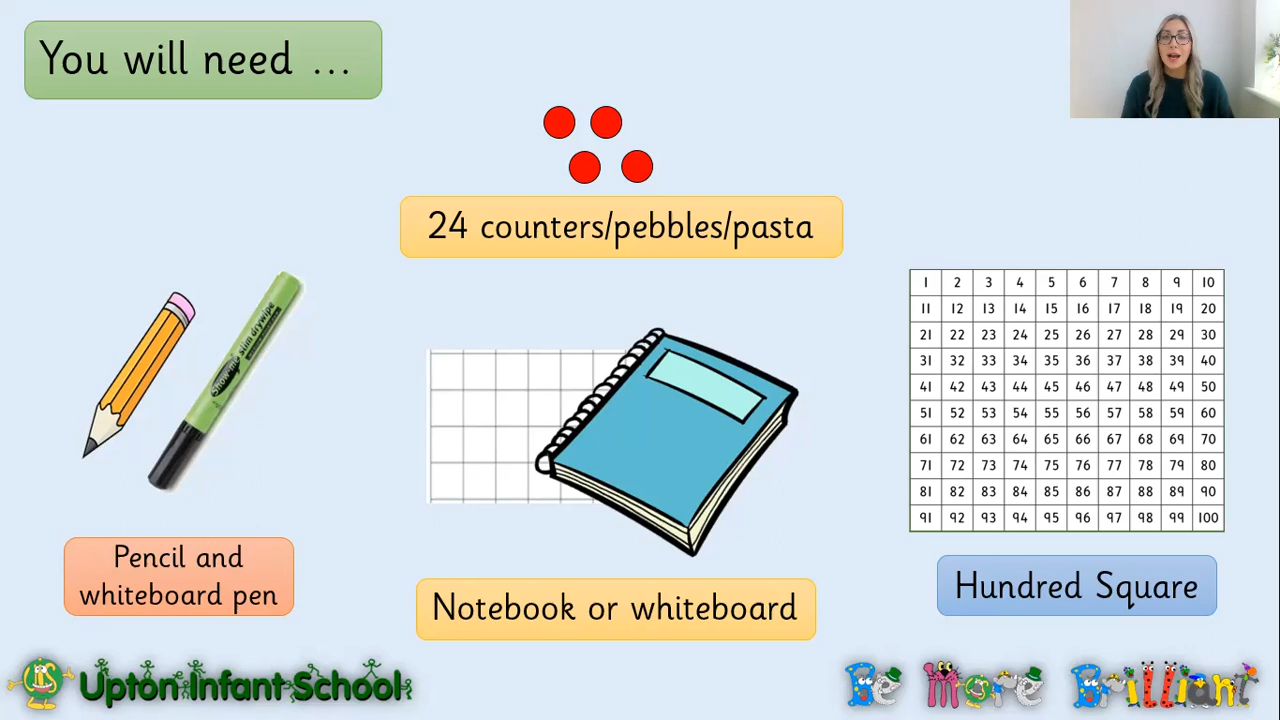 You will need ...
24 counters/pebbles/pasta
Show-me
Slim drywipe
1 2 3 4 5 6 7 8 9 10
11 12 13 14 15 16 17 18 19 20
21 22 23 24 25 26 27 28 29 30
31 32 33 34 35 36 37 38 39 40
41 42 43 44 45 46 47 48 49 50
51 52 53 54 55 56 57 58 59 60
61 62 63 64 65 66 67 68 69 70
71 72 73 74 75 76 77 78 79 80
81 82 83 84 85 86 87 88 89 90
91 92 93 94 95 96 97 98 99 100
Pencil and
whiteboard pen
Notebook or whiteboard
Hundred Square
Upton Infant School
Be More Brilliant